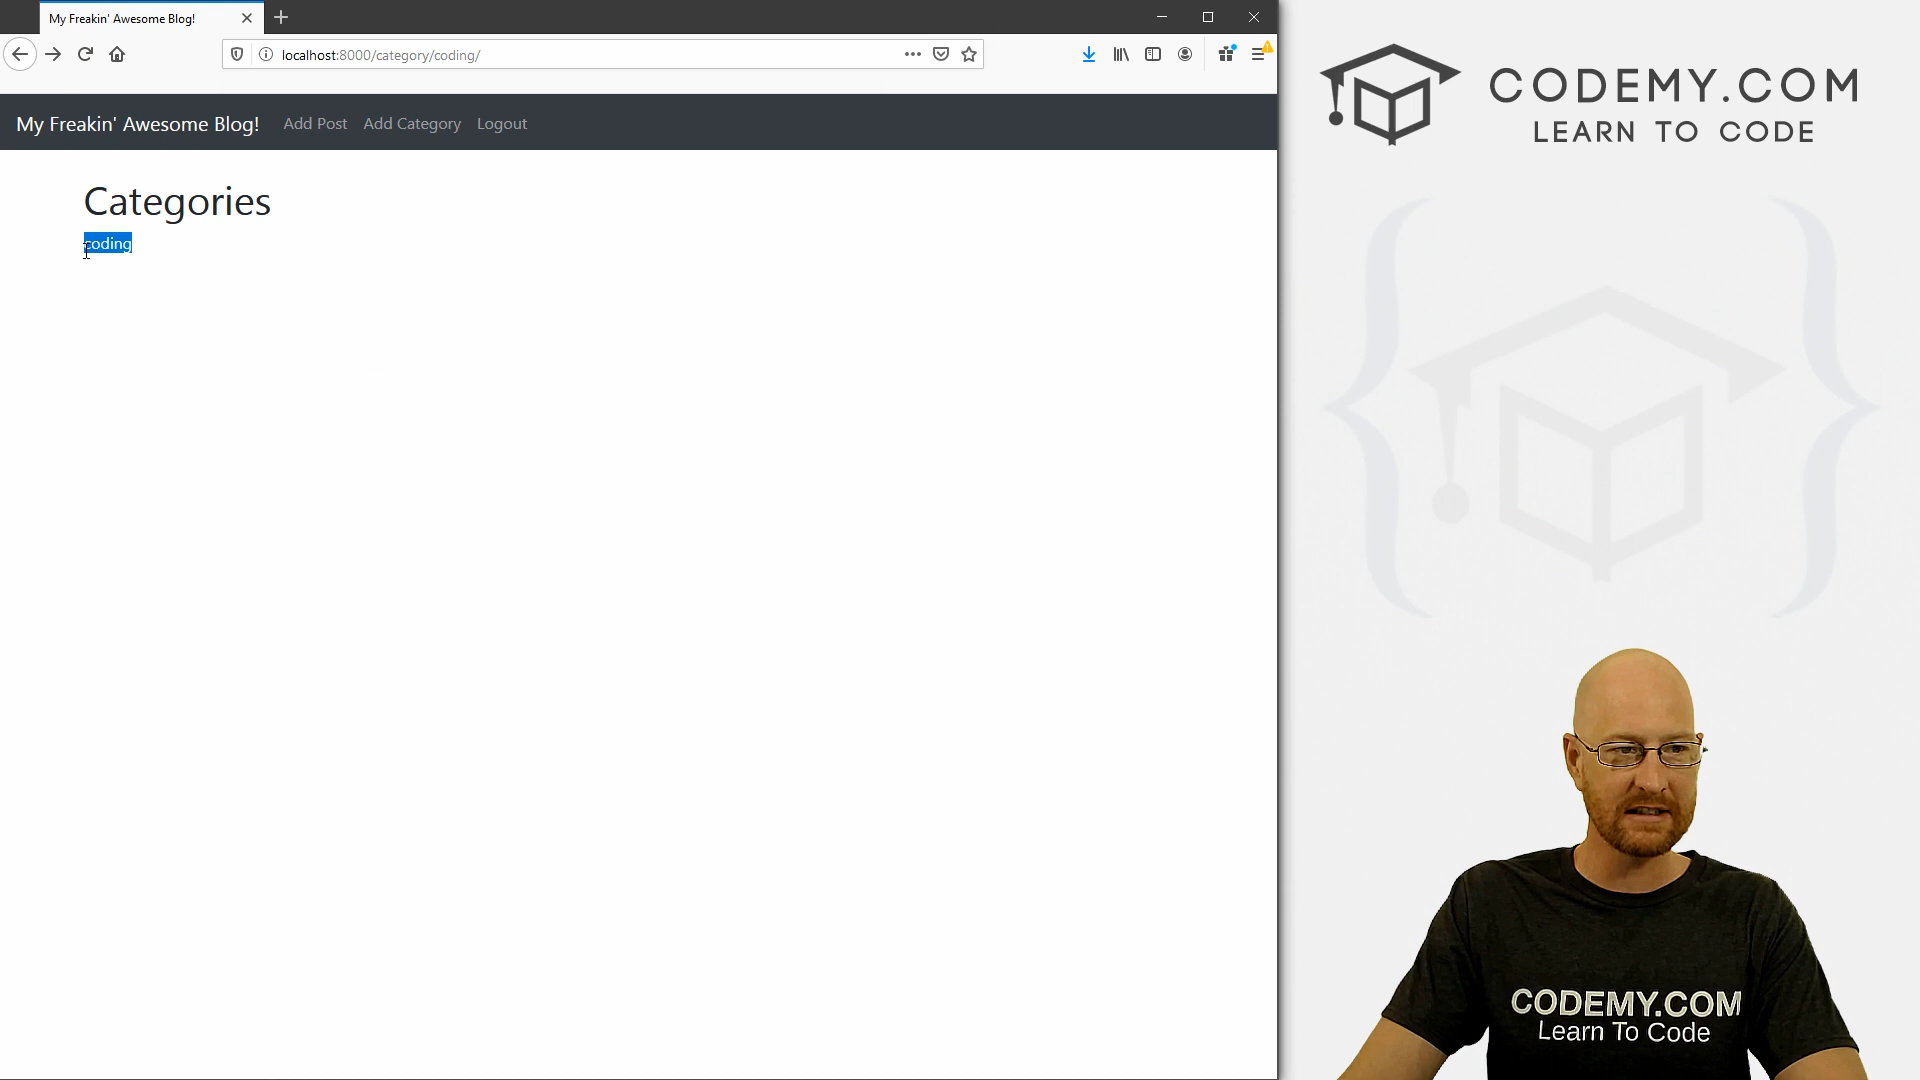 My Freakin' Awesome Blog!
localhost:8000/category/coding/
My Freakin' Awesome Blog! Add Post Add Category Logout
Categories
coding
CODEMY.COM
LEARN TO CODE
CODEMY.COM
Learn To Code